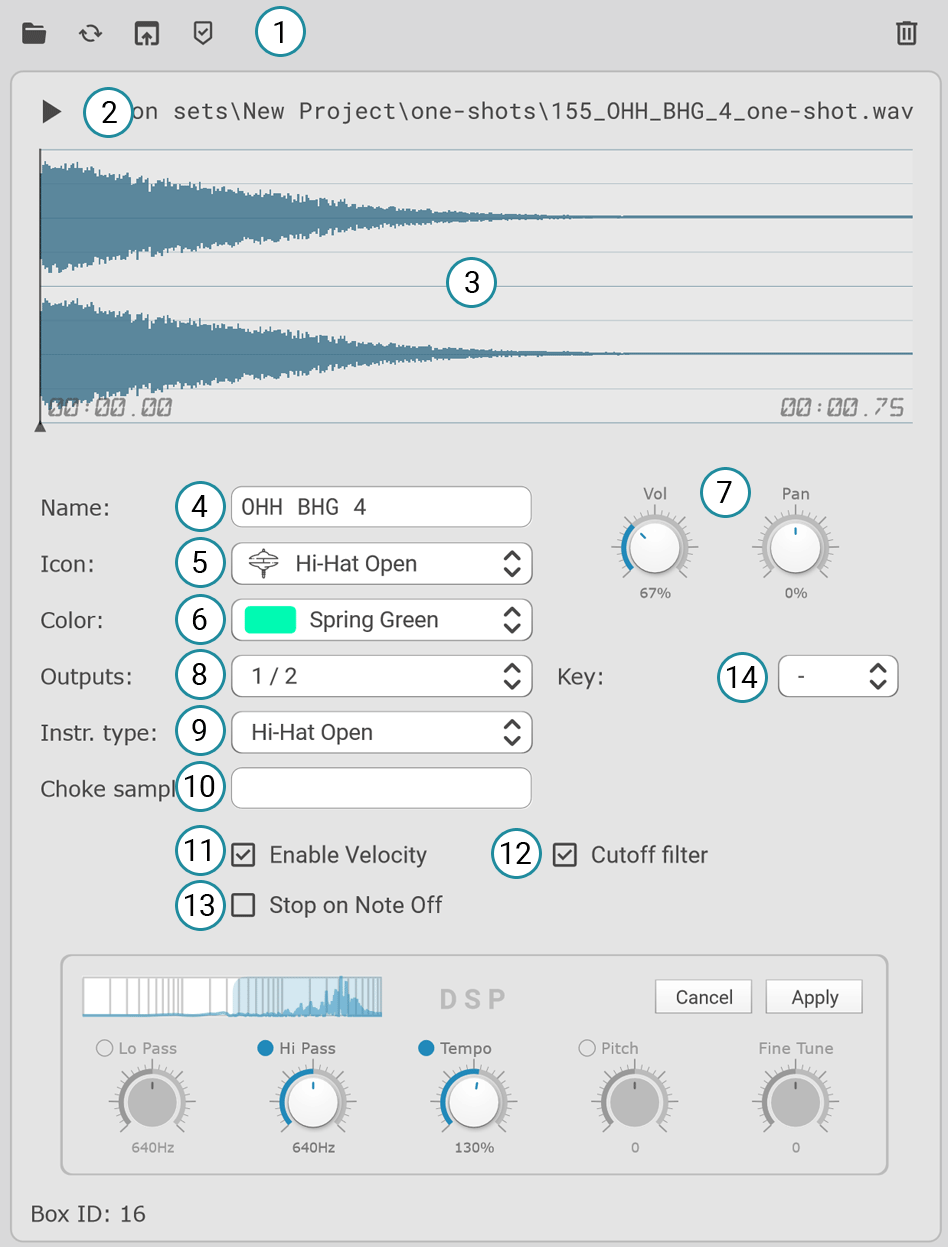 1
2 on sets\New Project\one-shots\155_OHH_BHG_4_one-shot.wav
3
00:00.00 00:00.75
Name: 4 OHH BHG 4
Vol 7 Pan
67% 0%
Icon: 5 Hi-Hat Open
Color: 6 Spring Green
Outputs: 8 1 / 2 Key: 14 -
Instr. type: 9 Hi-Hat Open
Choke sampl 10
11 Enable Velocity 12 Cutoff filter
13 Stop on Note Off
DSP Cancel Apply
Lo Pass Hi Pass Tempo Pitch Fine Tune
640Hz 640Hz 130% 0 0
Box ID: 16